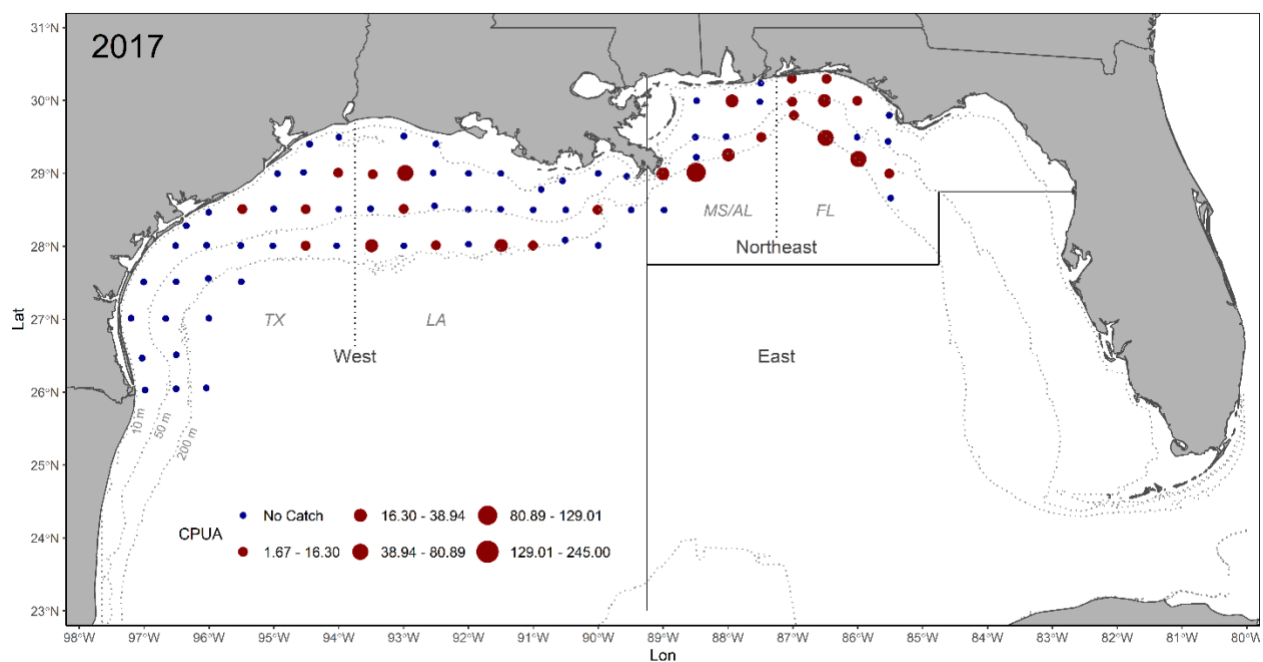 2017
31°N
30°N
29°N
28°N
27°N
26°N
25°N
24°N
23°N
Lat
MS/AL
FL
Northeast
TX
LA
West
East
10 m
50 m
200 m
CPUA
No Catch
16.30 - 38.94
80.89 - 129.01
1.67 - 16.30
38.94 - 80.89
129.01 - 245.00
98°W 97°W 96°W 95°W 94°W 93°W 92°W 91°W 90°W 89°W 88°W 87°W 86°W 85°W 84°W 83°W 82°W 81°W 80°W
Lon